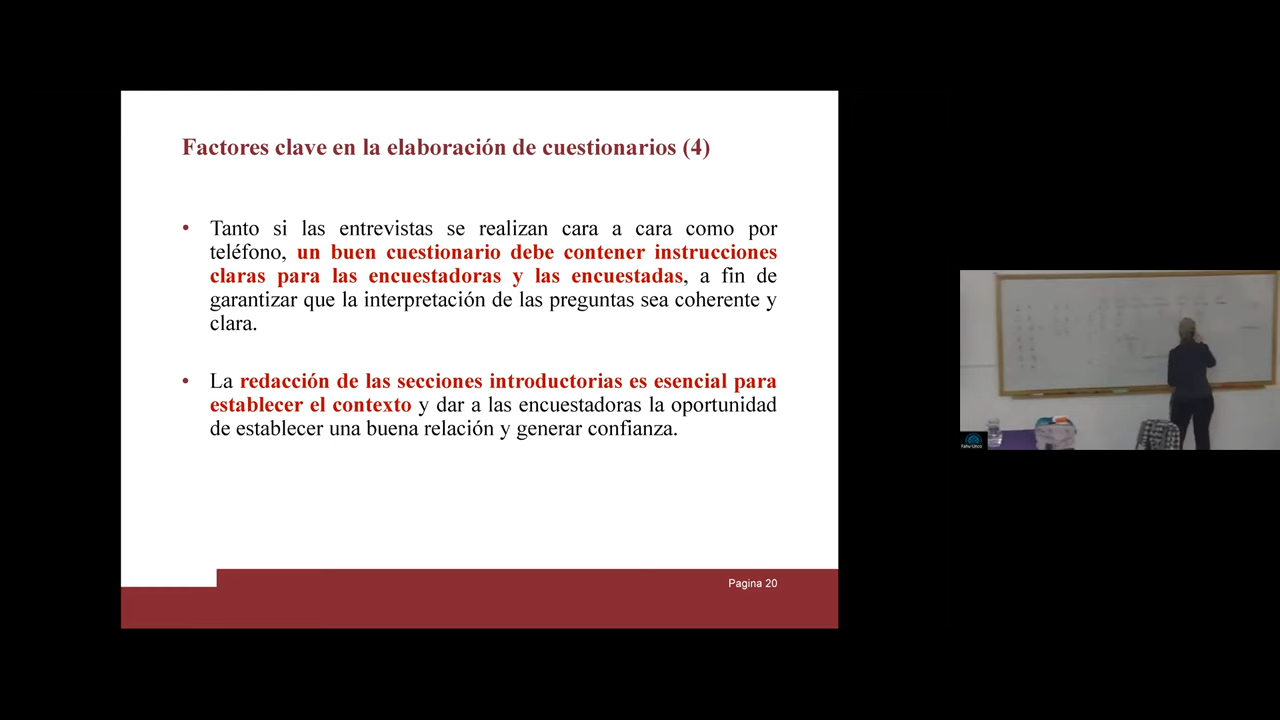 Factores clave en la elaboración de cuestionarios (4)
• Tanto si las entrevistas se realizan cara a cara como por
teléfono, un buen cuestionario debe contener instrucciones
claras para las encuestadoras y las encuestadas, a fin de
garantizar que la interpretación de las preguntas sea coherente y
clara.
• La redacción de las secciones introductorias es esencial para
establecer el contexto y dar a las encuestadoras la oportunidad
de establecer una buena relación y generar confianza.
Pagina 20